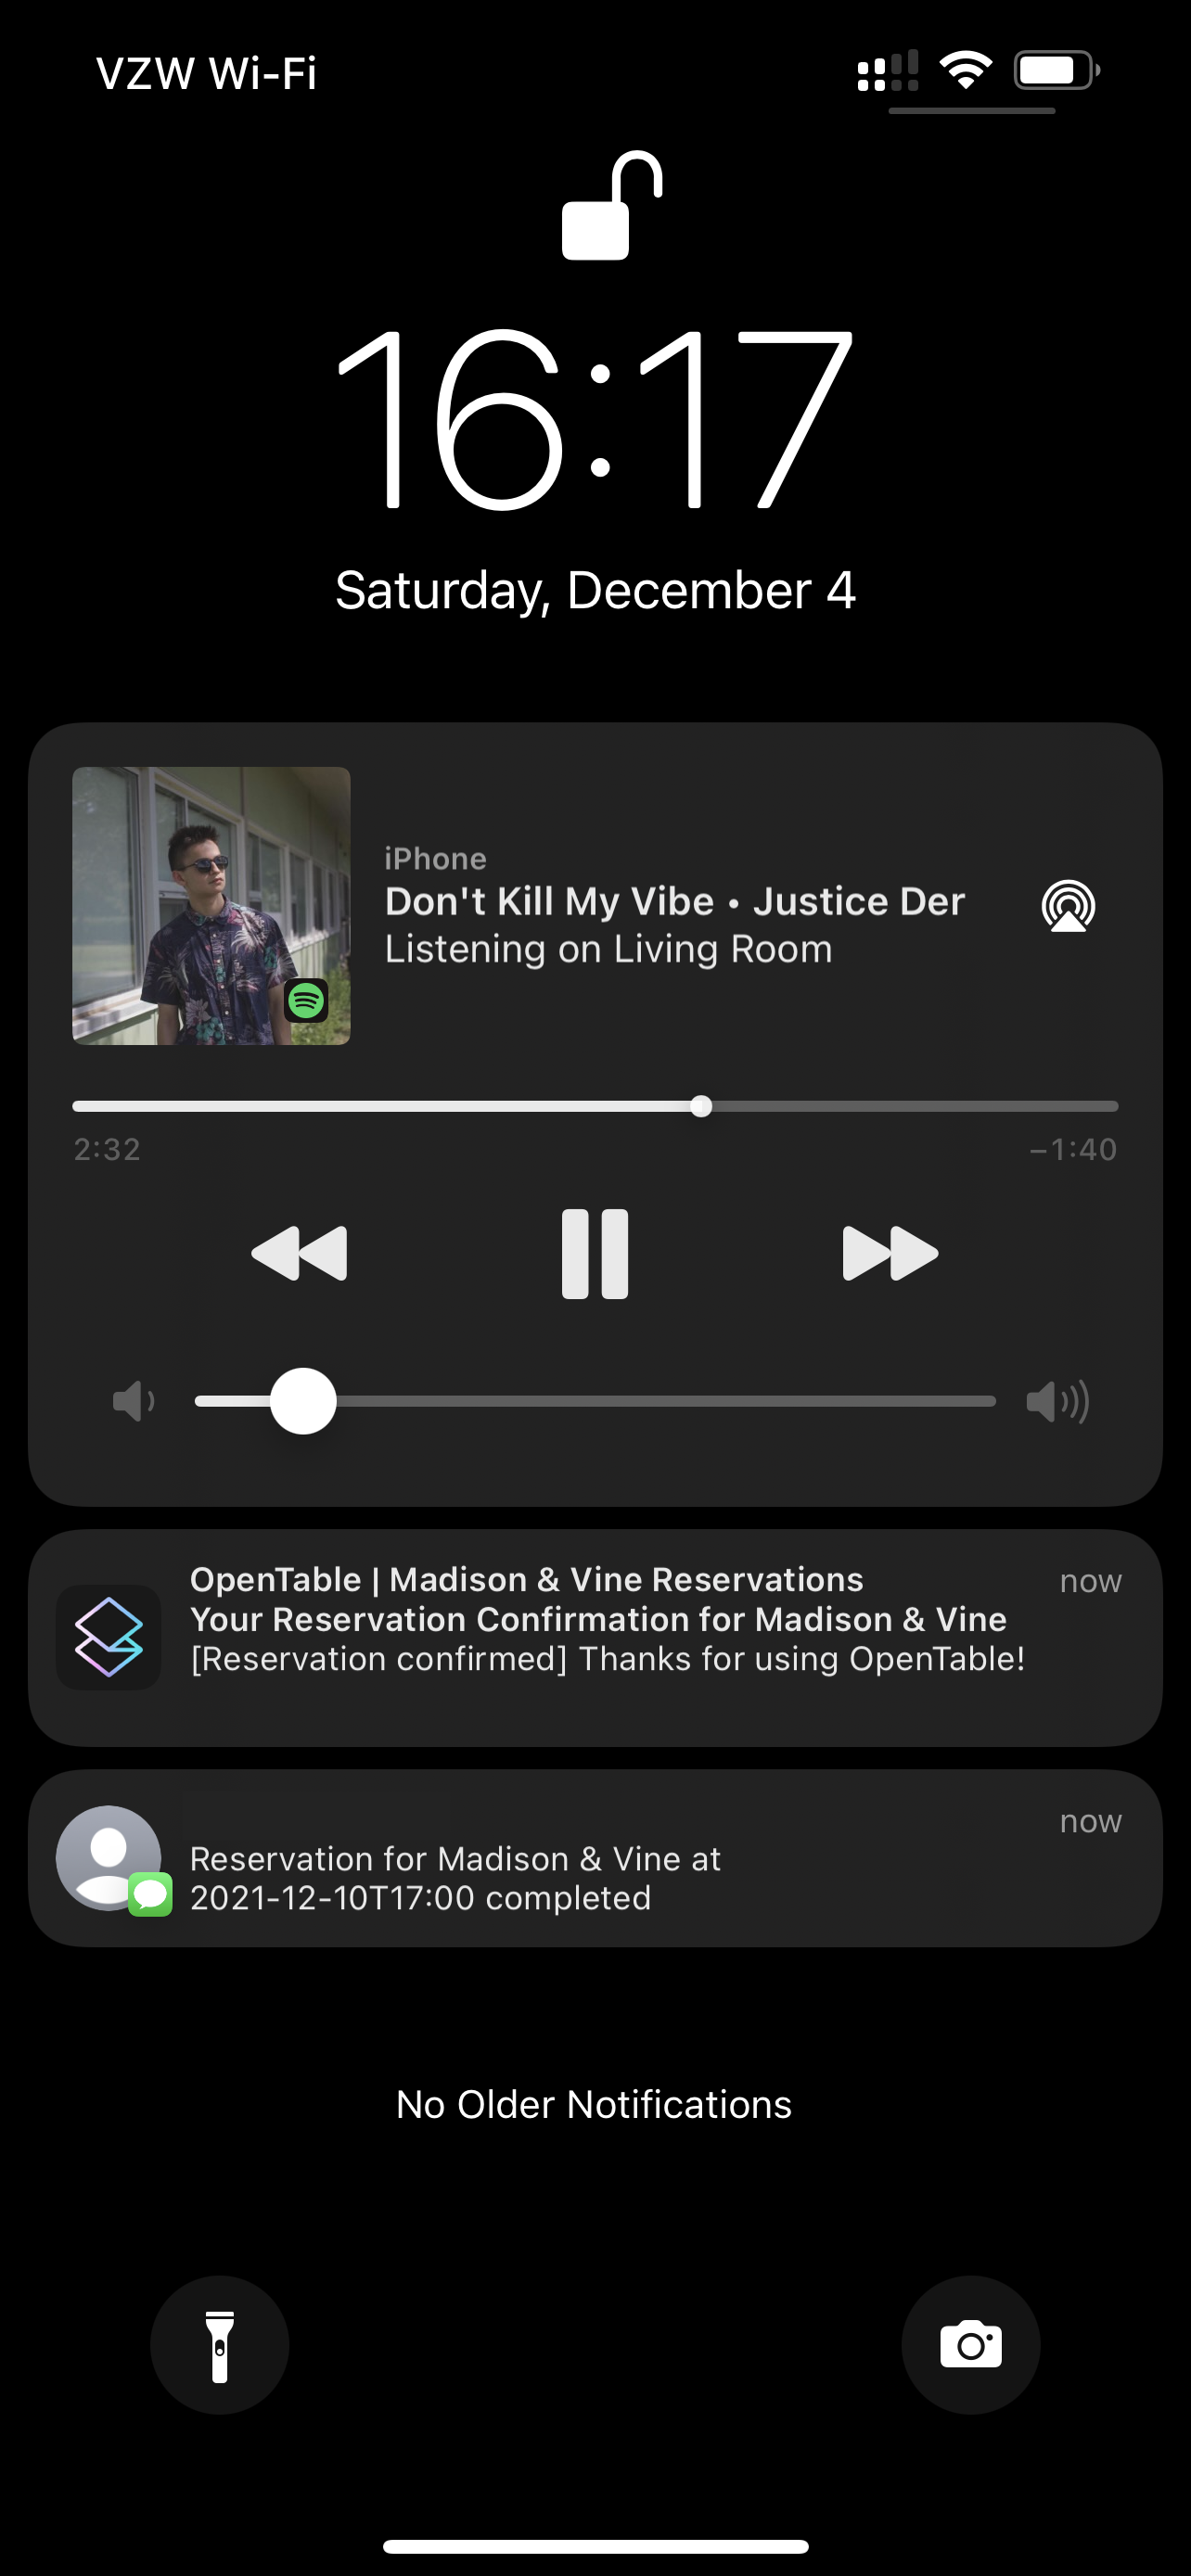 VZW Wi-Fi
16:17
Saturday, December 4
iPhone
Don't Kill My Vibe • Justice Der
Listening on Living Room
2:32
–1:40
OpenTable | Madison & Vine Reservations
now
Your Reservation Confirmation for Madison & Vine
[Reservation confirmed] Thanks for using OpenTable!
now
Reservation for Madison & Vine at
2021-12-10T17:00 completed
No Older Notifications